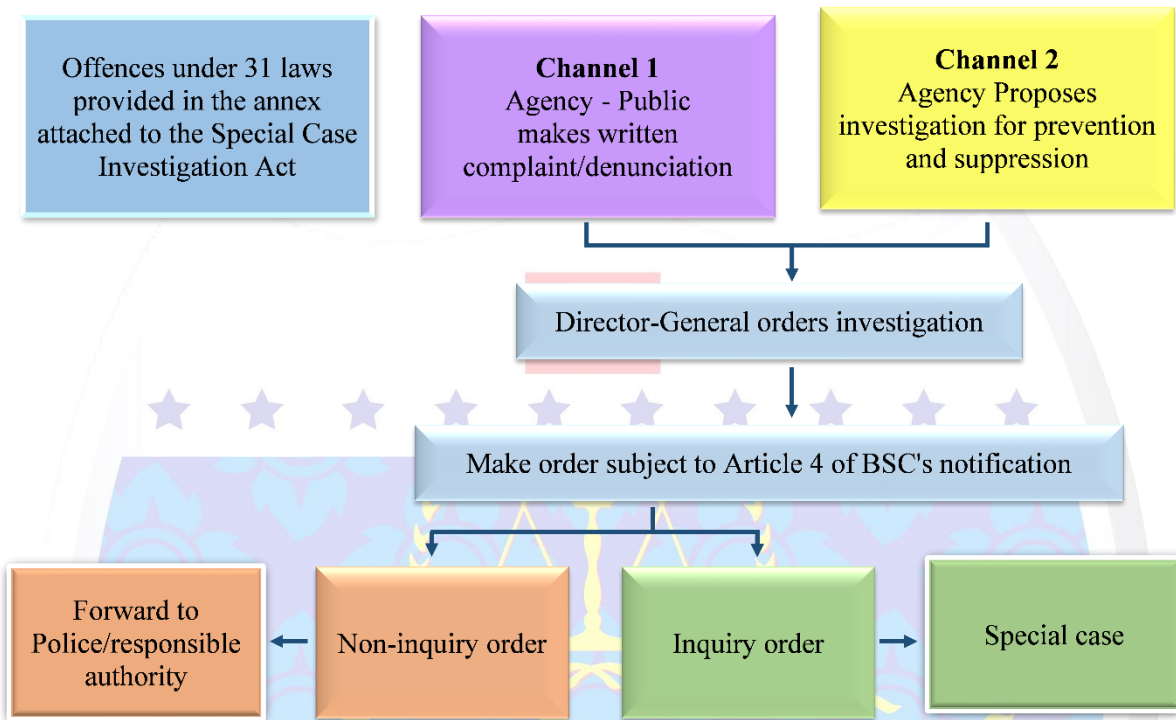 Offences under 31 laws
provided in the annex
attached to the Special Case
Investigation Act
Channel 1
Agency - Public
makes written
complaint/denunciation
Channel 2
Agency Proposes
investigation for prevention
and suppression
Director-General orders investigation
Make order subject to Article 4 of BSC's notification
Forward to
Police/responsible
authority
Non-inquiry order
Inquiry order
Special case